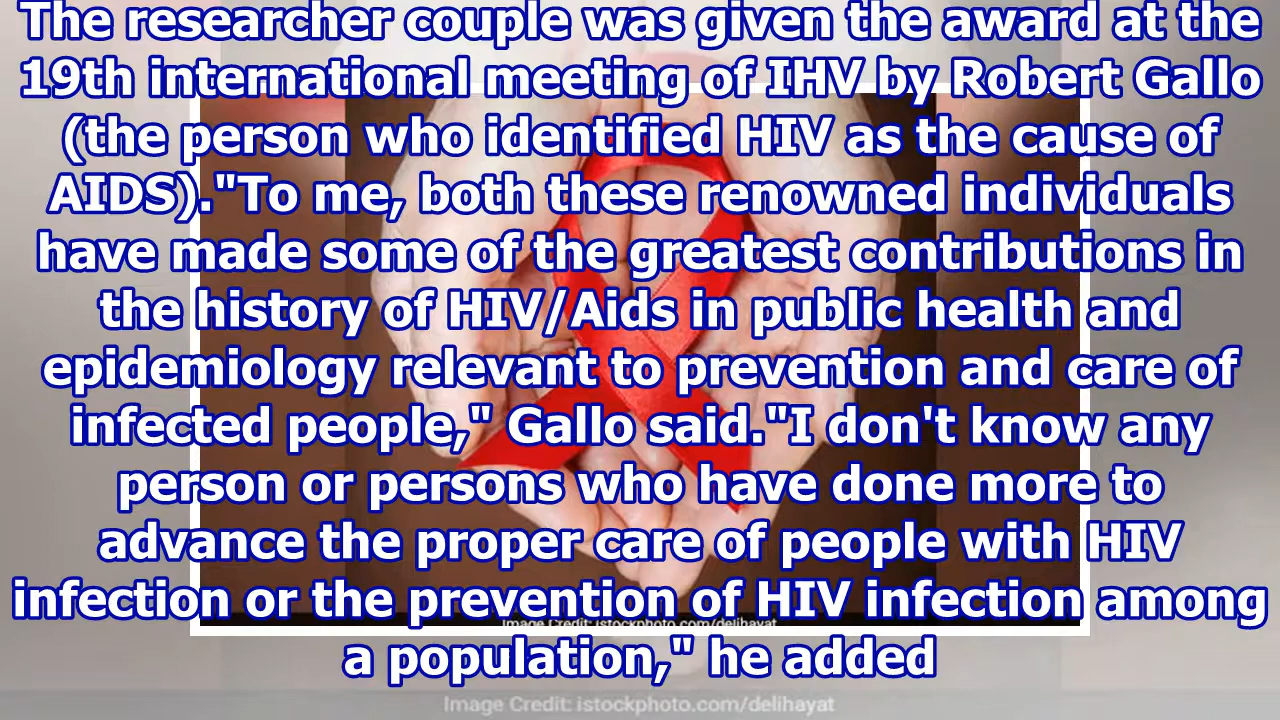 The researcher couple was given the award at the
19th international meeting of IHV by Robert Gallo
(the person who identified HIV as the cause of
AIDS)."To me, both these renowned individuals
have made some of the greatest contributions in
the history of HIV/Aids in public health and
epidemiology relevant to prevention and care of
infected people," Gallo said."I don't know any
person or persons who have done more to
advance the proper care of people with HIV
infection or the prevention of HIV infection among
Image Credit: istockphoto.com/delihayat
a population," he added
Image Credit: istockphoto.com/delihayat